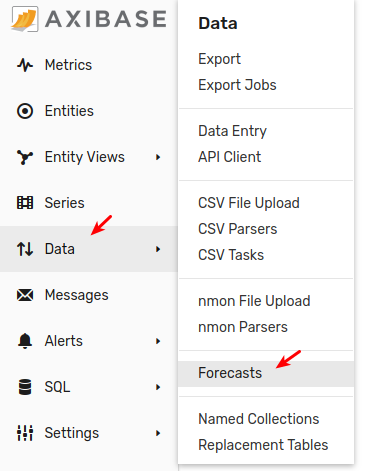 AXIBASE
Metrics
Entities
Entity Views
Series
Data
Messages
Alerts
SQL
Settings
Data
Export
Export Jobs
Data Entry
API Client
CSV File Upload
CSV Parsers
CSV Tasks
nmon File Upload
nmon Parsers
Forecasts
Named Collections
Replacement Tables